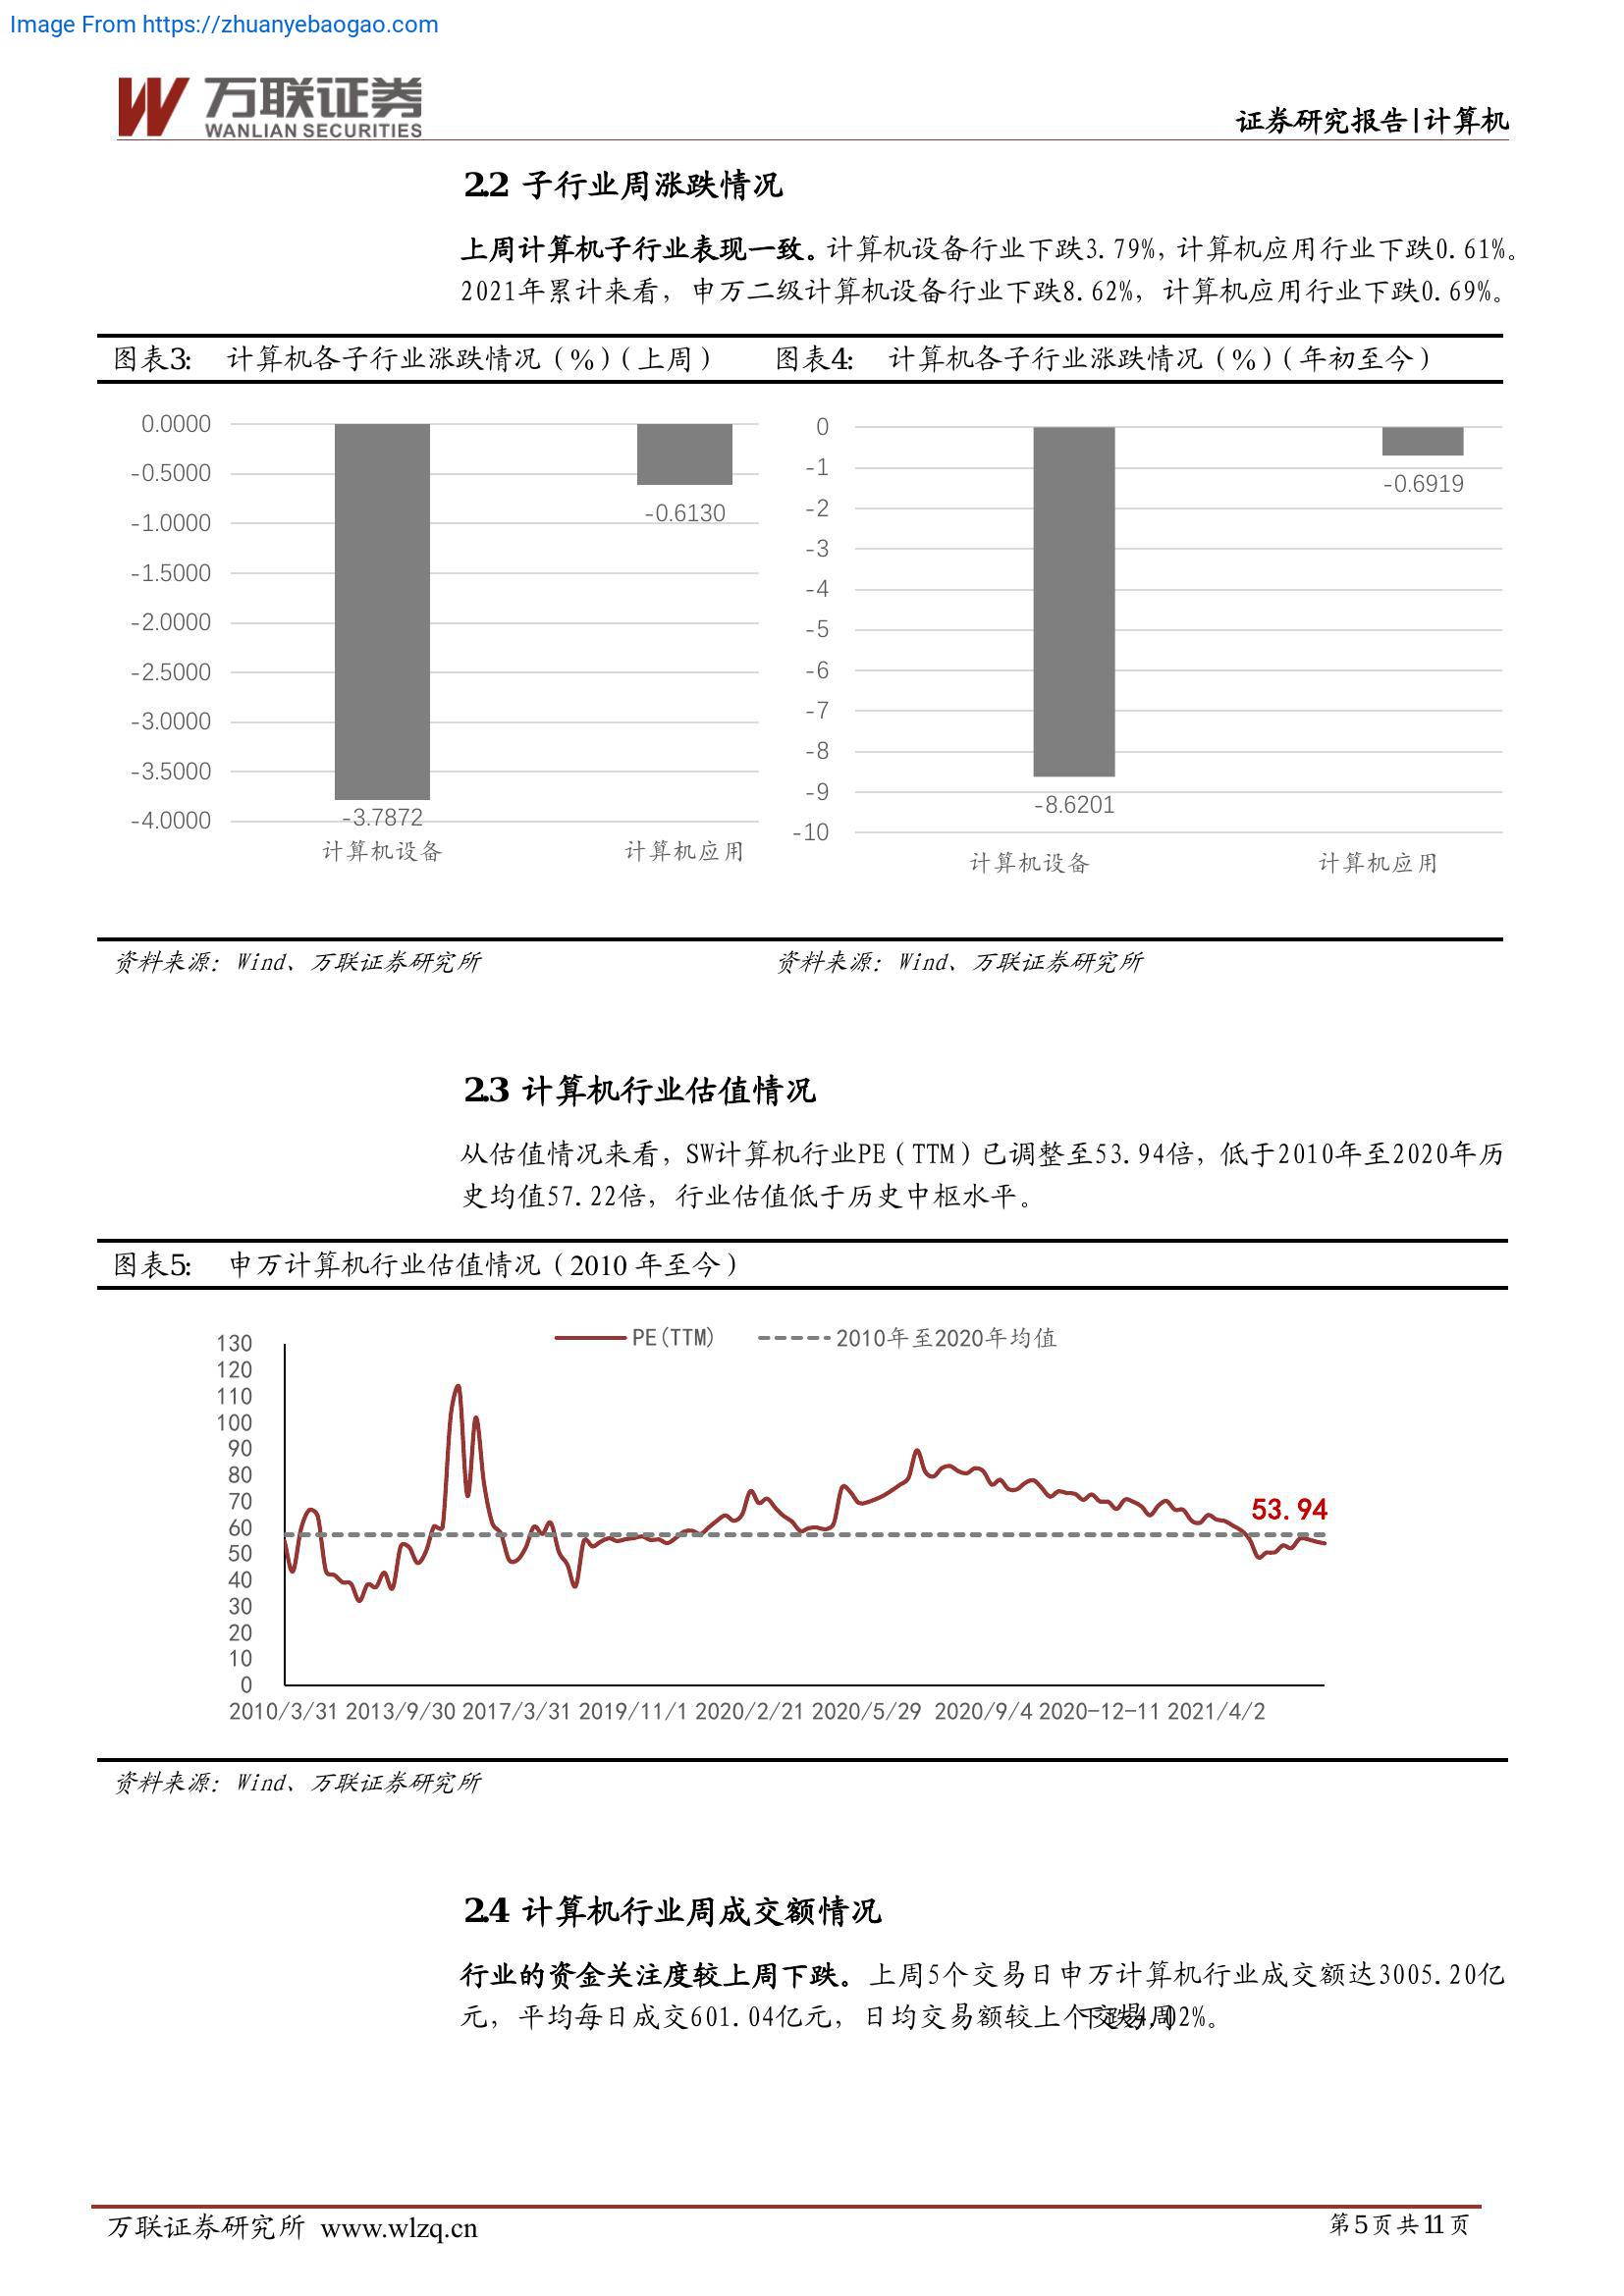 Image From https://zhuanyebaogao.com
万联证券
WANLIAN SECURITIES
证券研究报告|计算机
2.2 子行业周涨跌情况
上周计算机子行业表现一致。计算机设备行业下跌3.79%，计算机应用行业下跌0.61%。
2021年累计来看，申万二级计算机设备行业下跌8.62%，计算机应用行业下跌0.69%。
图表3: 计算机各子行业涨跌情况（%）（上周）
图表4: 计算机各子行业涨跌情况（%）（年初至今）
0.0000
-0.5000
-1.0000
-1.5000
-2.0000
-2.5000
-3.0000
-3.5000
-4.0000
-3.7872
-0.6130
计算机设备 计算机应用
0
-1
-2
-3
-4
-5
-6
-7
-8
-9
-10
-8.6201
-0.6919
计算机设备 计算机应用
资料来源：Wind、万联证券研究所
资料来源：Wind、万联证券研究所
2.3 计算机行业估值情况
从估值情况来看，SW计算机行业PE（TTM）已调整至53.94倍，低于2010年至2020年历
史均值57.22倍，行业估值低于历史中枢水平。
图表5: 申万计算机行业估值情况（2010 年至今）
PE(TTM) 2010年至2020年均值
130
120
110
100
90
80
70
60
50
40
30
20
10
0
53.94
2010/3/31 2013/9/30 2017/3/31 2019/11/1 2020/2/21 2020/5/29 2020/9/4 2020-12-11 2021/4/2
资料来源：Wind、万联证券研究所
2.4 计算机行业周成交额情况
行业的资金关注度较上周下跌。上周5个交易日申万计算机行业成交额达3005.20亿
元，平均每日成交601.04亿元，日均交易额较上个交易周下跌4.02%。
万联证券研究所 www.wlzq.cn
第 5 页 共 11 页